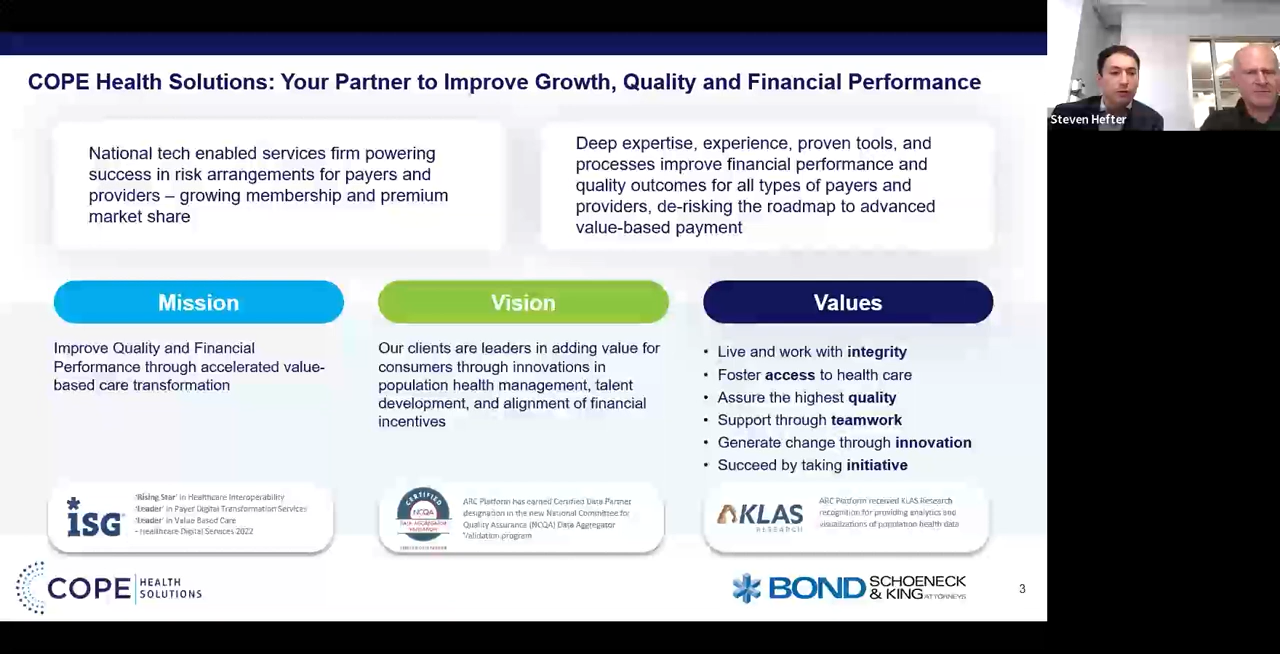 COPE Health Solutions: Your Partner to Improve Growth, Quality and Financial Performance
National tech enabled services firm powering
success in risk arrangements for payers and
providers – growing membership and premium
market share
Deep expertise, experience, proven tools, and
processes improve financial performance and
quality outcomes for all types of payers and
providers, de-risking the roadmap to advanced
value-based payment
Mission
Improve Quality and Financial
Performance through accelerated value-
based care transformation
Vision
Our clients are leaders in adding value for
consumers through innovations in
population health management, talent
development, and alignment of financial
incentives
Values
• Live and work with integrity
• Foster access to health care
• Assure the highest quality
• Support through teamwork
• Generate change through innovation
• Succeed by taking initiative
ISG
'Rising Star' in Healthcare Interoperability
'Leader' in Payer Digital Transformation Services
'Leader' in Value Based Care
- Healthcare Digital Services 2022
CERTIFIED
NCQA
ARC Platform has earned Certified Data Partner
designation in the new National Committee for
Quality Assurance (NCQA) Data Aggregator
Validation program
KLAS
RESEARCH
ARC Platform received KLAS Research
recognition for providing analytics and
visualizations of population health data
COPE
HEALTH
SOLUTIONS
BOND
SCHOENECK
& KING
ATTORNEYS
3
Steven Hefter